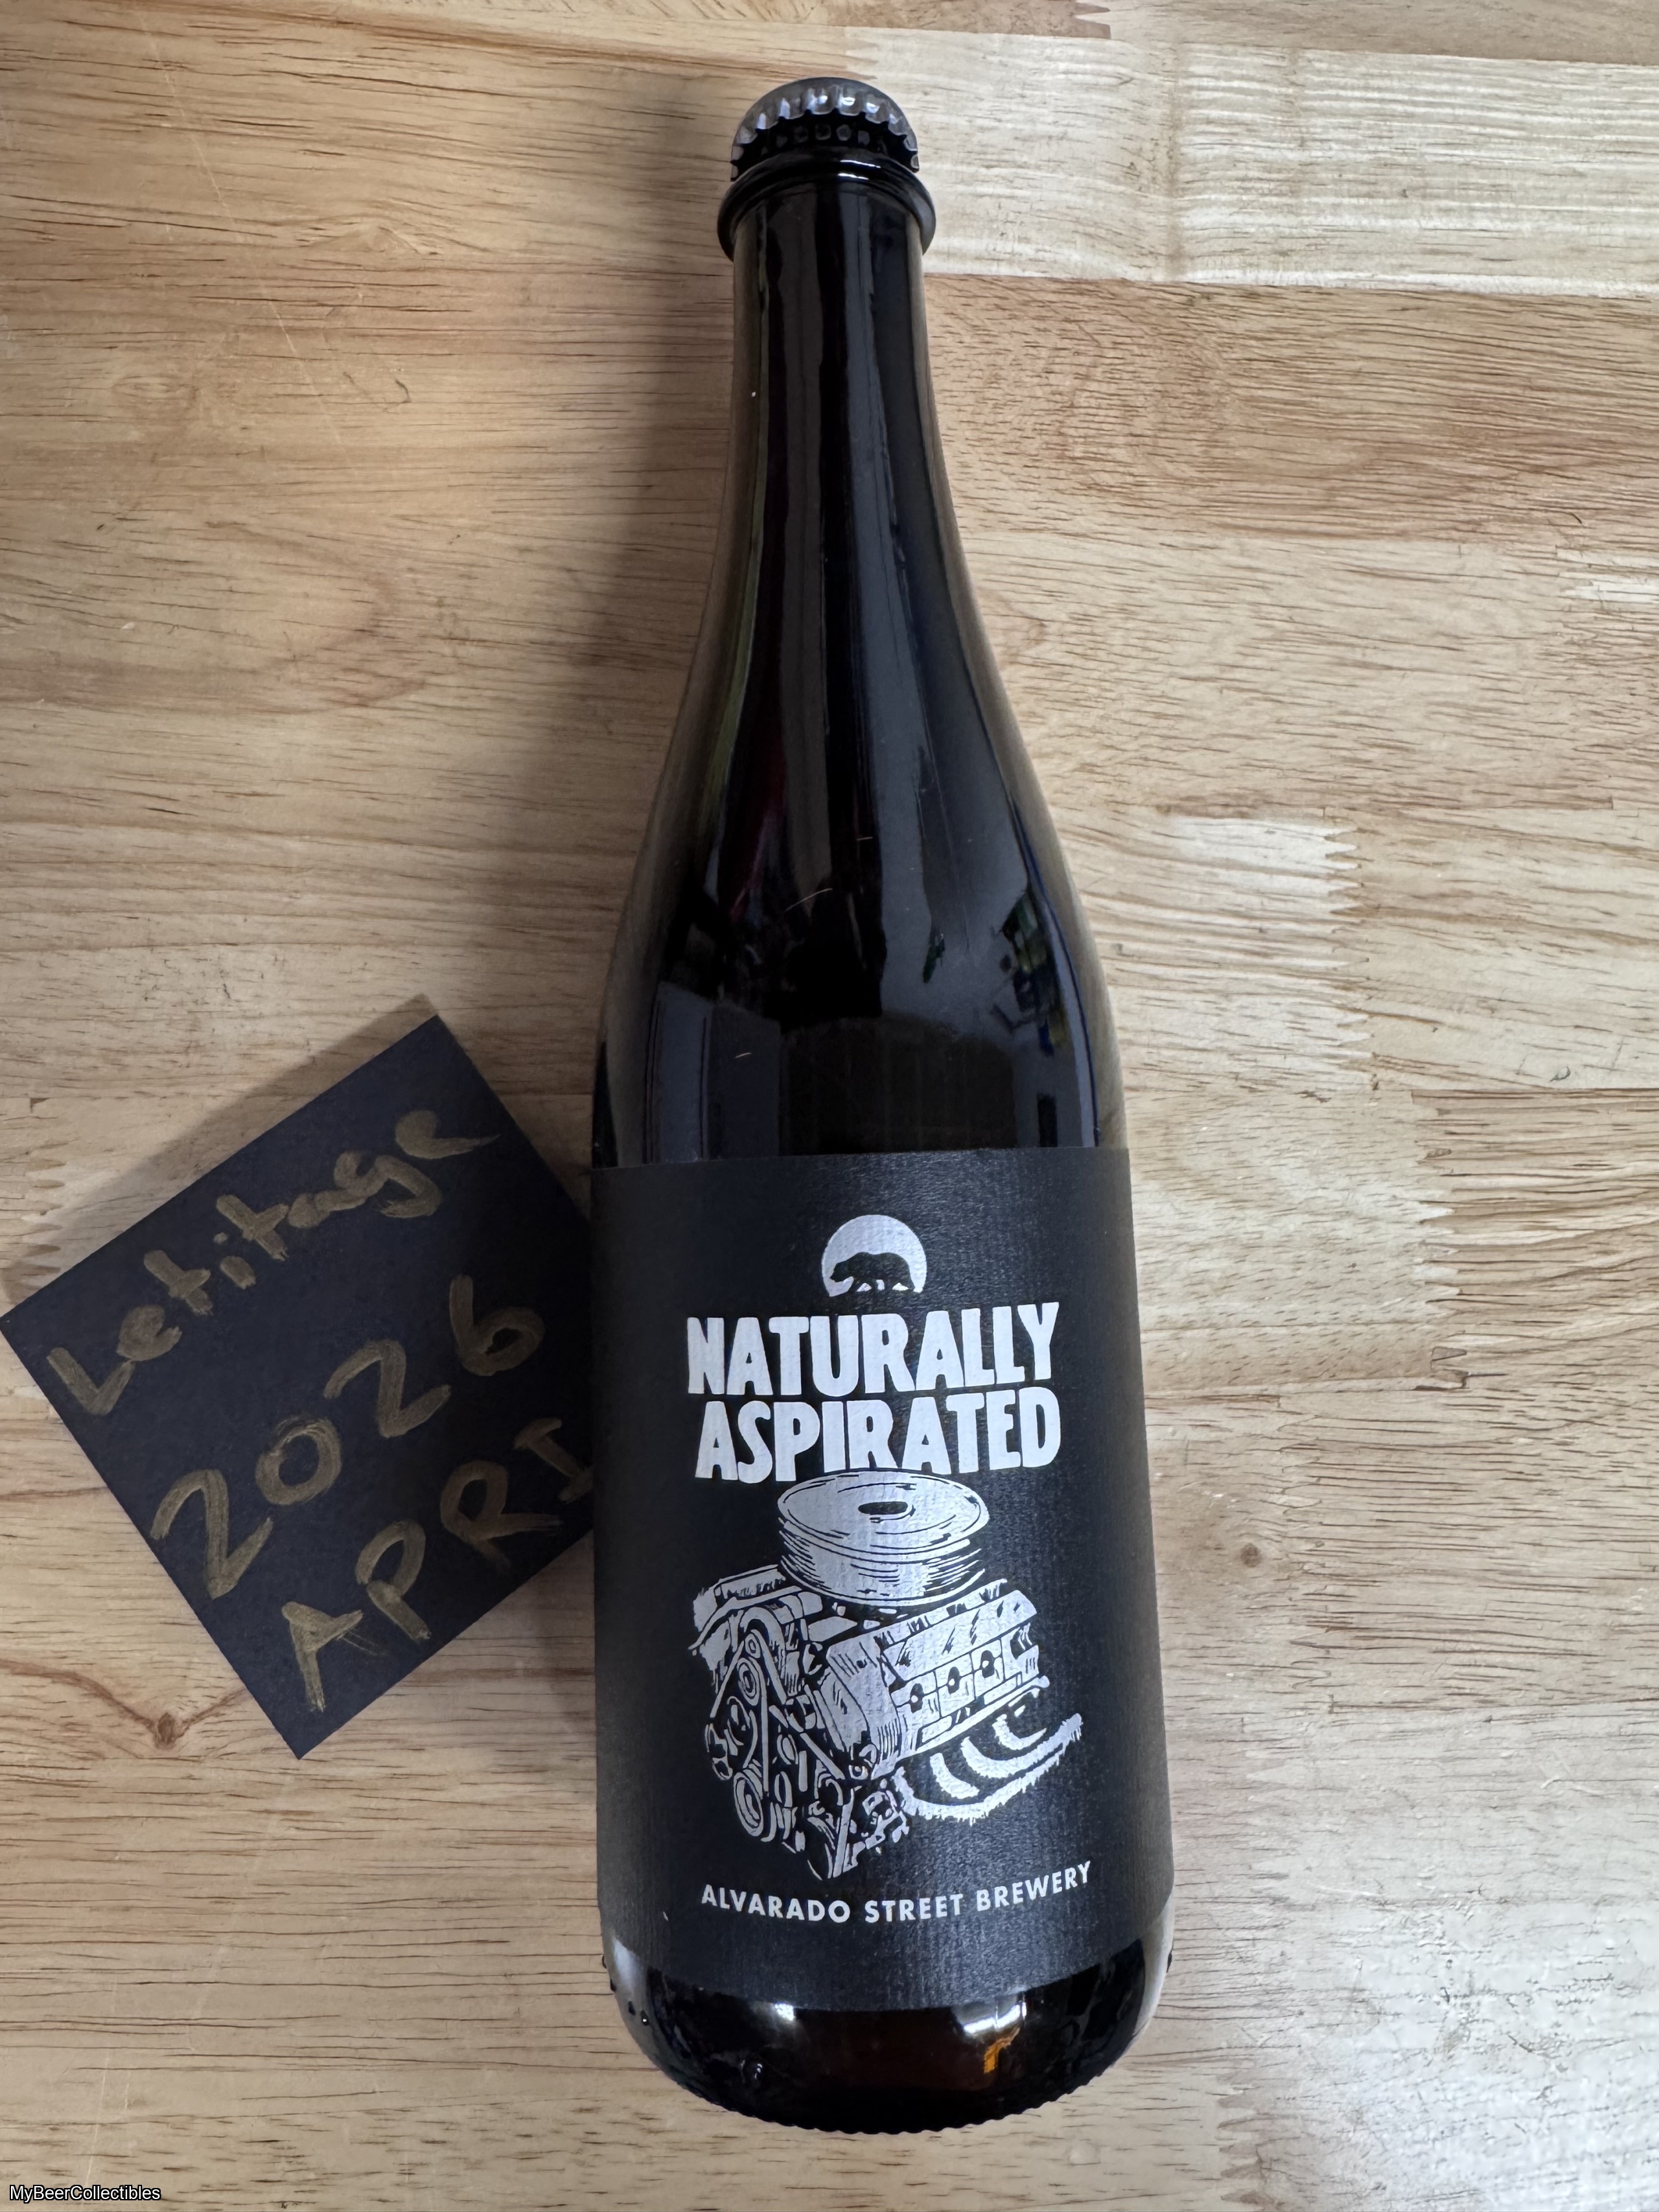 Letitage
2026
APRI
NATURALLY
ASPIRATED
ALVARADO STREET BREWERY
MyBeerCollectibles